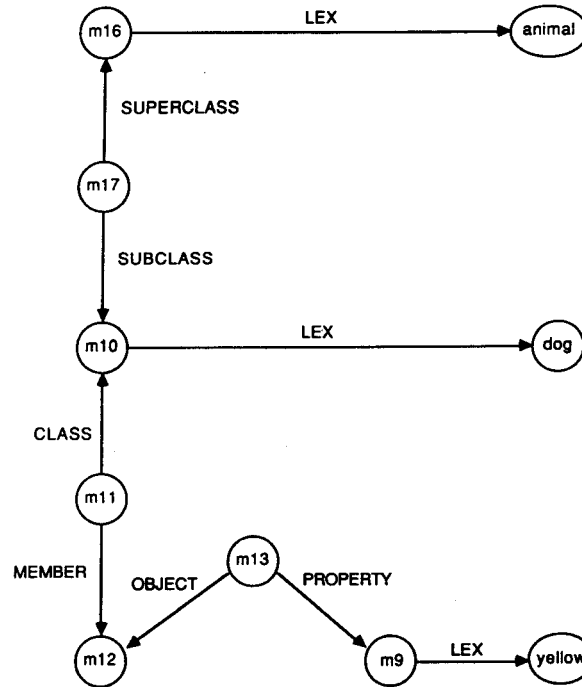 m16
LEX
animal
SUPERCLASS
m17
SUBCLASS
m10
LEX
dog
CLASS
m11
MEMBER
OBJECT
m13
PROPERTY
m12
m9
LEX
yellow